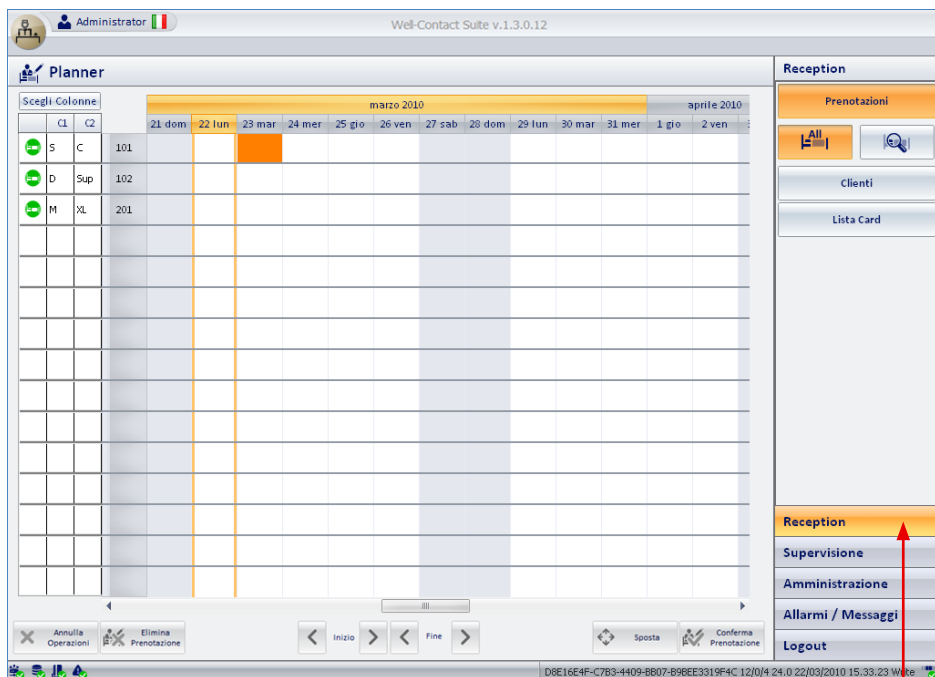 Administrator
Well-Contact Suite v.1.3.0.12
Planner
Reception
Scegli Colonne
marzo 2010 aprile 2010
Prenotazioni
C1 C2 21 dom 22 lun 23 mar 24 mer 25 gio 26 ven 27 sab 28 dom 29 lun 30 mar 31 mer 1 gio 2 ven
All
S C 101
D Sup 102
Clienti
M XL 201
Lista Card
Reception
Supervisione
Amministrazione
Allarmi / Messaggi
Annulla
Operazioni
Elimina
Prenotazione
Inizio
Fine
Sposta
Conferma
Prenotazione
Logout
D8E16E4F-C7B3-4409-BB07-B9BEE3319F4C 12/0/4 24.0 22/03/2010 15.33.23 Write